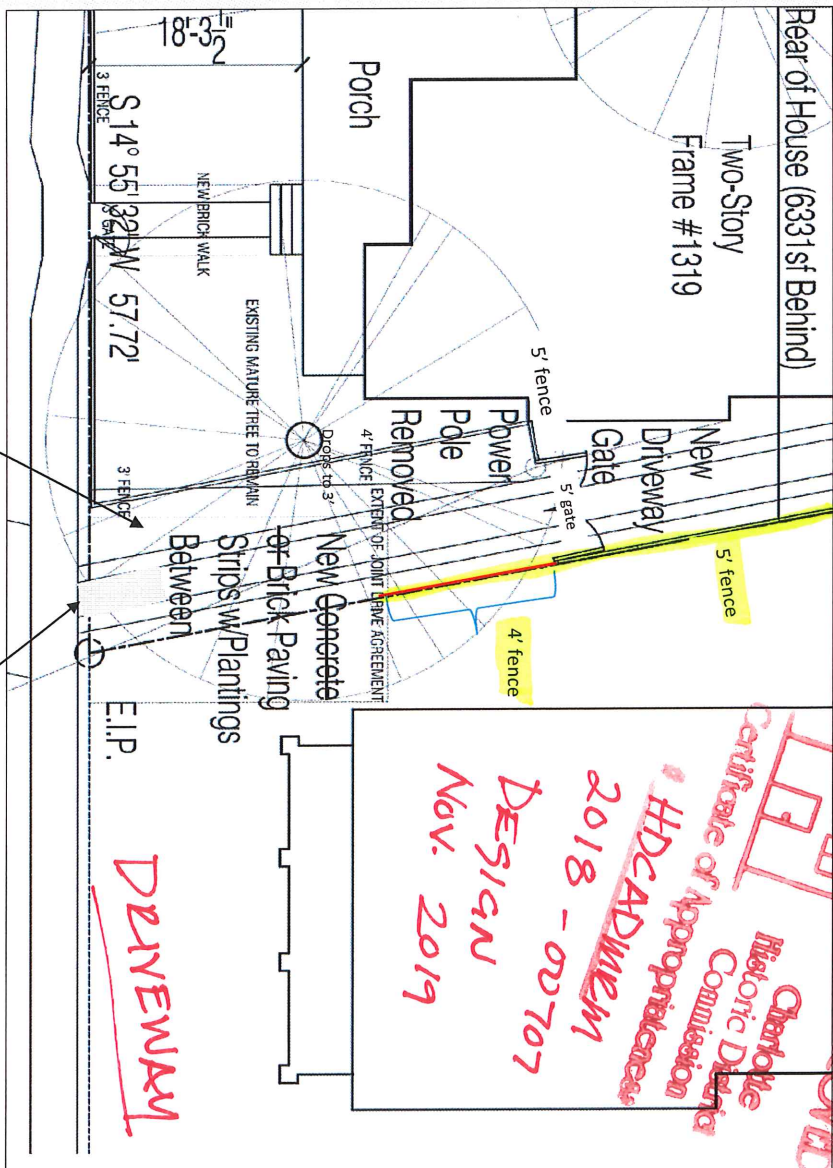 Rear of House (6331sf Behind)
Two-Story
Frame #1319
Porch
18'-3½"
3 FENCE
S 14° 55' 32" W 57.72'
3' GATE
NEW BRICK WALK
EXISTING MATURE TREE TO REMAIN
Drops to 3'
4' FENCE
EXTENT OF JOINT DRIVE AGREEMENT
3' FENCE
5' fence
Power
Pole
Removed
New
Driveway
Gate
5' gate
5' fence
4' fence
New Concrete
or Brick Paving
Strips w/Plantings
Between
E.I.P.
Certificate of Appropriateness
Charlotte
Historic District
Commission
HDCADMRM
2018-00707
DESIGN
Nov. 2019
DRIVEWAY